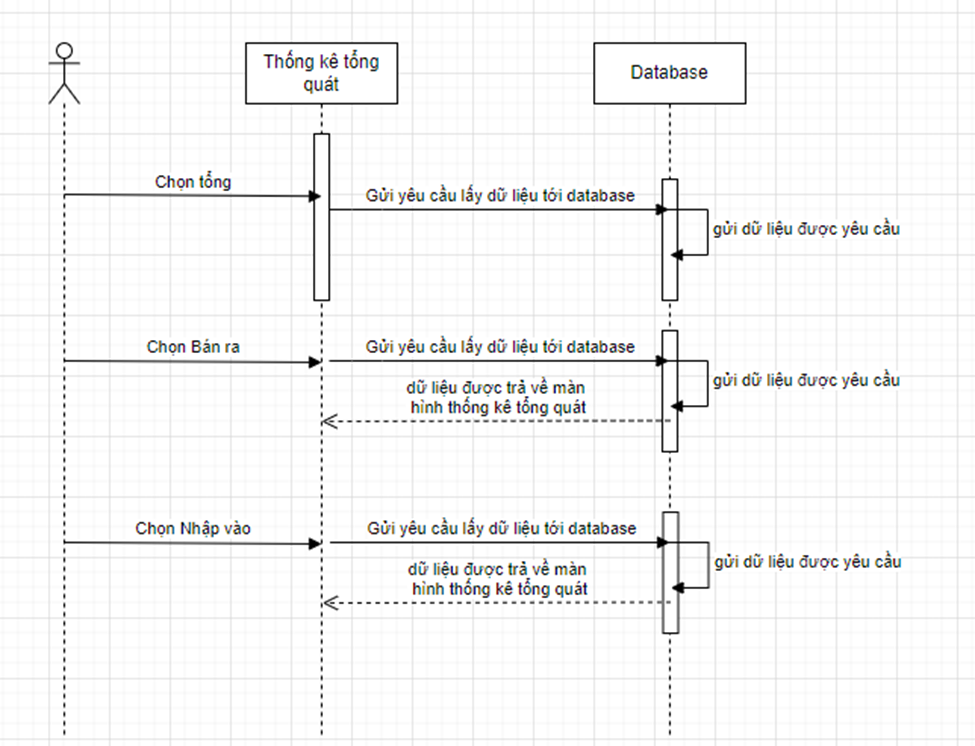 Thống kê tổng
quát
Database
Chọn tổng
Gửi yêu cầu lấy dữ liệu tới database
gửi dữ liệu được yêu cầu
Chọn Bán ra
Gửi yêu cầu lấy dữ liệu tới database
gửi dữ liệu được yêu cầu
dữ liệu được trả về màn
hình thống kê tổng quát
Chọn Nhập vào
Gửi yêu cầu lấy dữ liệu tới database
gửi dữ liệu được yêu cầu
dữ liệu được trả về màn
hình thống kê tổng quát